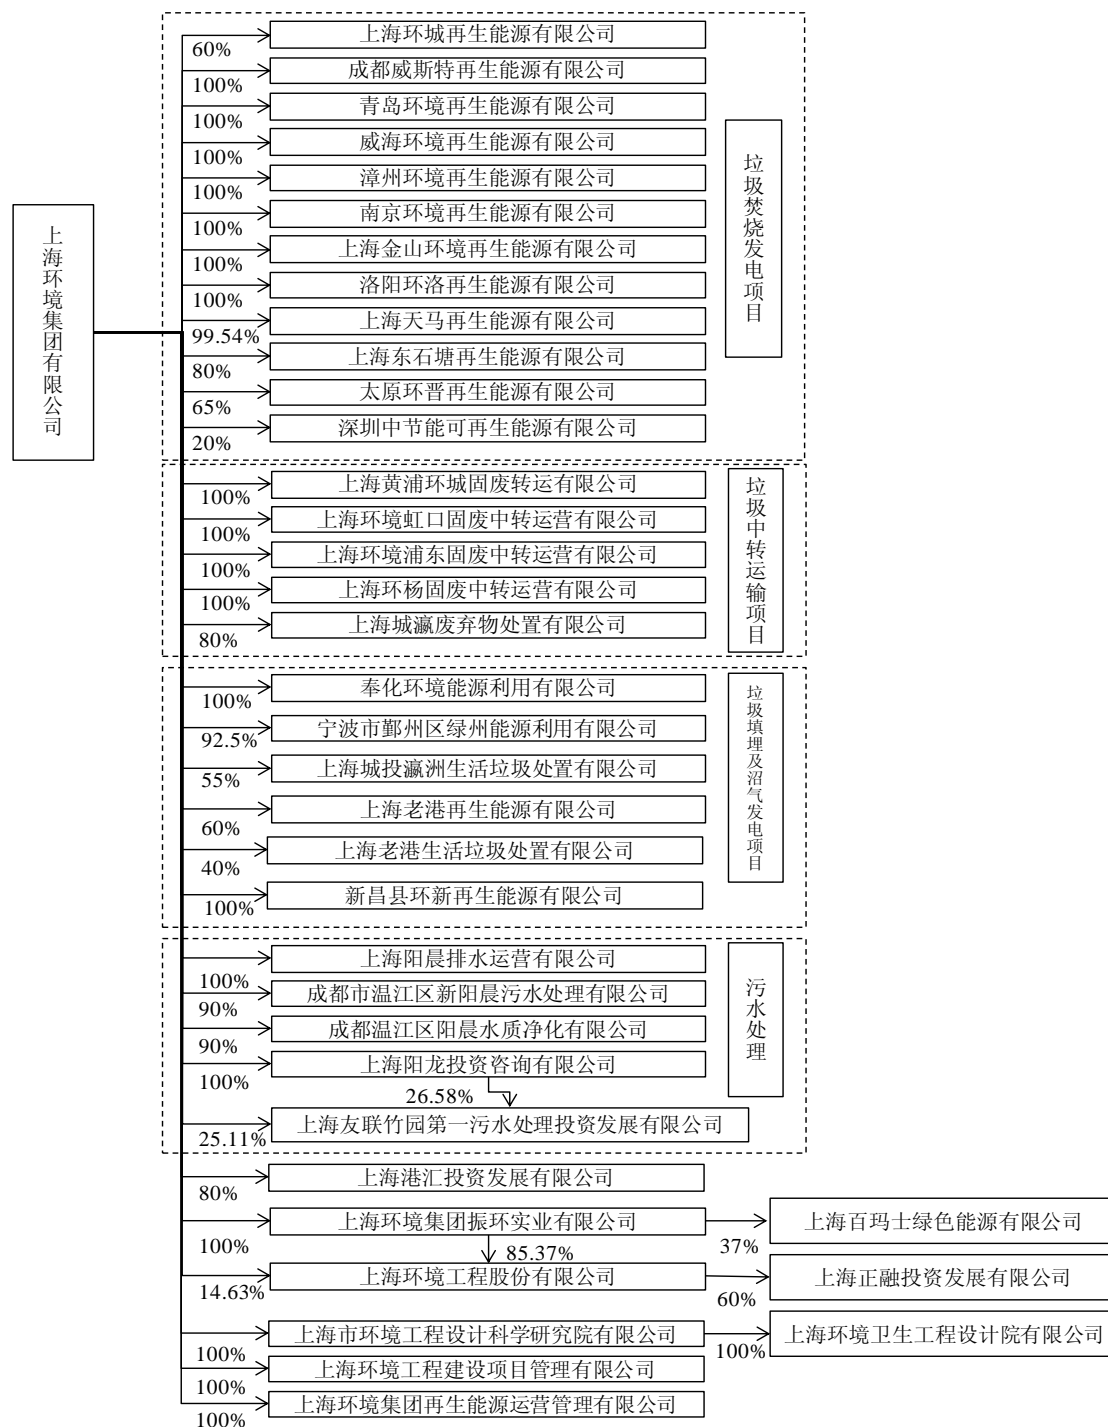 上海环境集团有限公司
上海环城再生能源有限公司
60%
成都威斯特再生能源有限公司
100%
青岛环境再生能源有限公司
100%
威海环境再生能源有限公司
100%
漳州环境再生能源有限公司
100%
南京环境再生能源有限公司
100%
上海金山环境再生能源有限公司
100%
洛阳环洛再生能源有限公司
100%
上海天马再生能源有限公司
99.54%
上海东石塘再生能源有限公司
80%
太原环晋再生能源有限公司
65%
深圳中节能可再生能源有限公司
20%
垃圾焚烧发电项目
上海黄浦环城固废转运有限公司
100%
上海环境虹口固废中转运营有限公司
100%
上海环境浦东固废中转运营有限公司
100%
上海环杨固废中转运营有限公司
100%
上海城瀛废弃物处置有限公司
80%
垃圾中转运输项目
奉化环境能源利用有限公司
100%
宁波市鄞州区绿州能源利用有限公司
92.5%
上海城投瀛洲生活垃圾处置有限公司
55%
上海老港再生能源有限公司
60%
上海老港生活垃圾处置有限公司
40%
新昌县环新再生能源有限公司
100%
垃圾填埋及沼气发电项目
上海阳晨排水运营有限公司
100%
成都市温江区新阳晨污水处理有限公司
90%
成都温江区阳晨水质净化有限公司
90%
上海阳龙投资咨询有限公司
100%
26.58%
上海友联竹园第一污水处理投资发展有限公司
25.11%
污水处理
上海港汇投资发展有限公司
80%
上海环境集团振环实业有限公司
100%
37%
上海百玛士绿色能源有限公司
85.37%
上海环境工程股份有限公司
14.63%
60%
上海正融投资发展有限公司
上海市环境工程设计科学研究院有限公司
100%
100%
上海环境卫生工程设计院有限公司
上海环境工程建设项目管理有限公司
100%
上海环境集团再生能源运营管理有限公司
100%